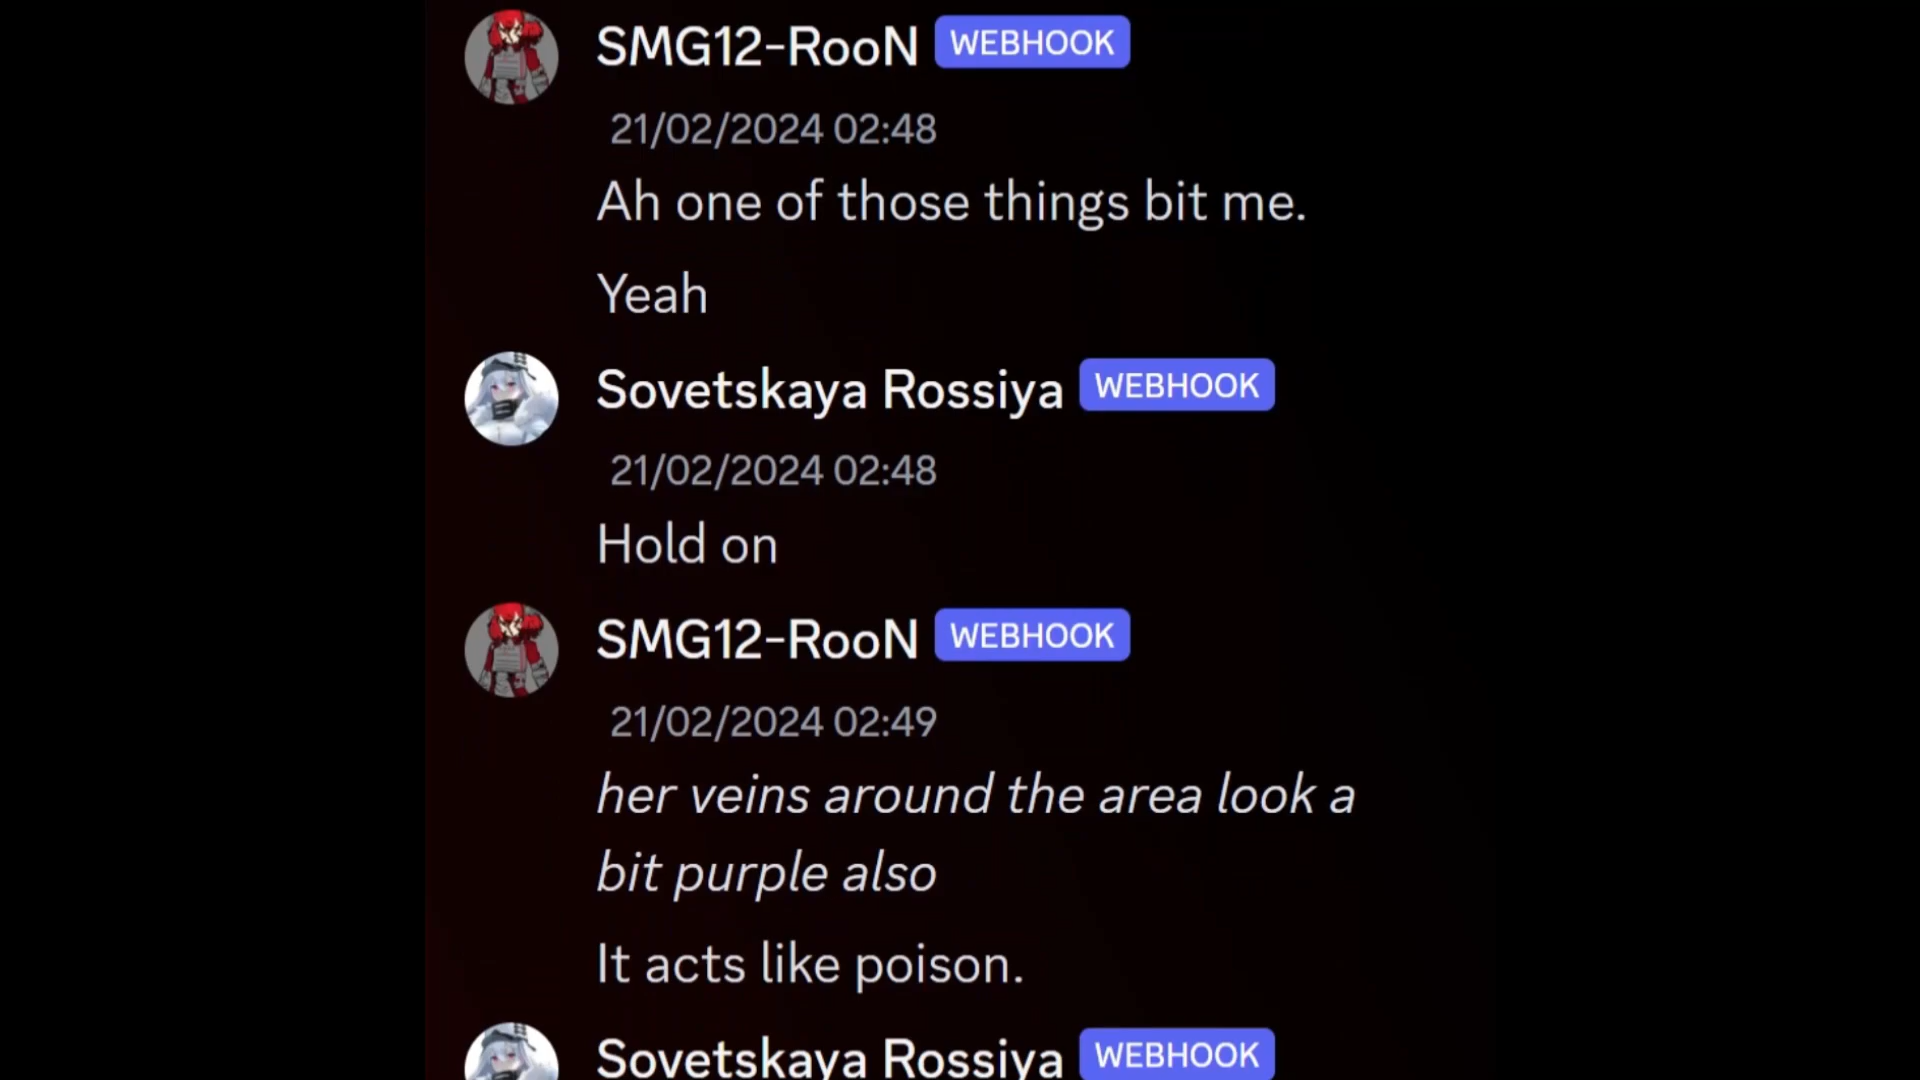 SMG12-RooN WEBHOOK
21/02/2024 02:48
Ah one of those things bit me.
Yeah
Sovetskaya Rossiya WEBHOOK
21/02/2024 02:48
Hold on
SMG12-RooN WEBHOOK
21/02/2024 02:49
her veins around the area look a
bit purple also
It acts like poison.
Sovetskaya Rossiya WEBHOOK